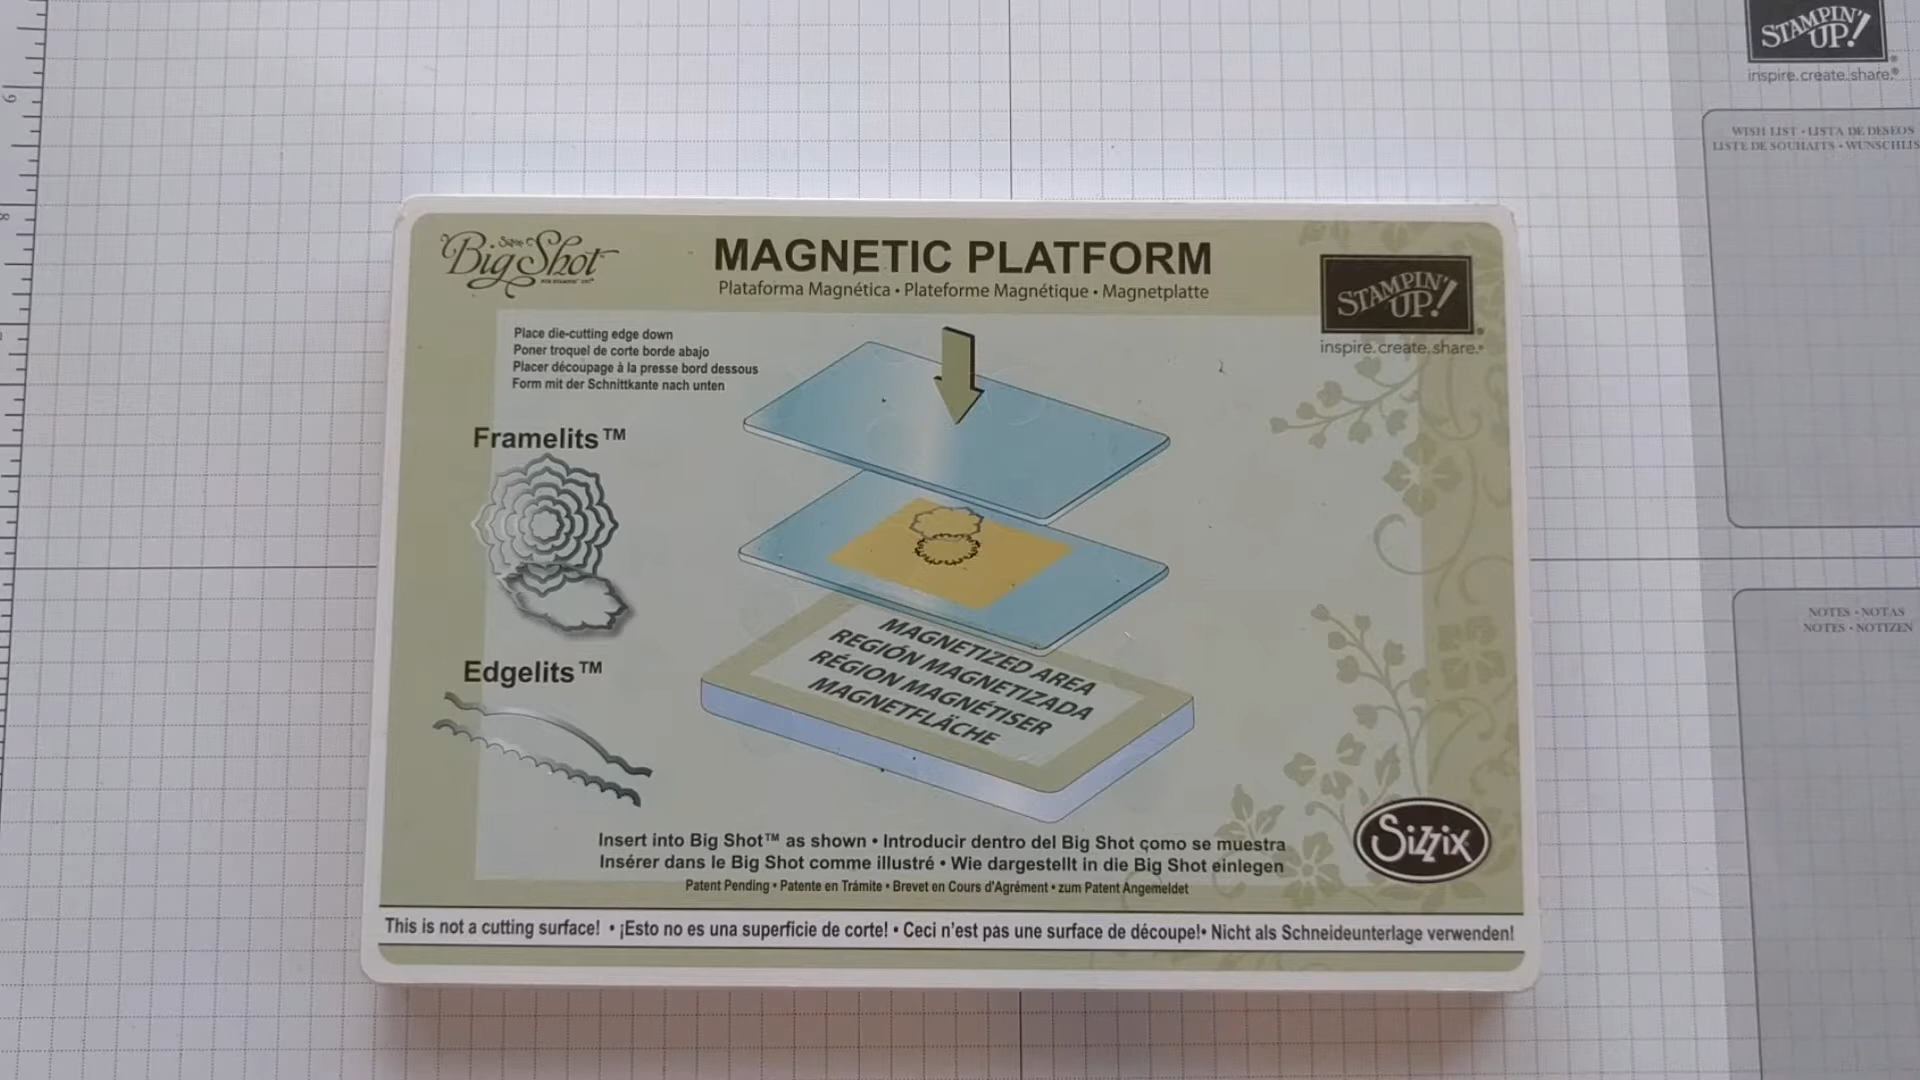 STAMPIN' UP!
inspire.create.share.®
WISH LIST • LISTA DE DESEOS
LISTE DE SOUHAITS •
NOTES • NOTAS
NOTES • NOTIZEN
9
8
Big Shot
MAGNETIC PLATFORM
Plataforma Magnética • Plateforme Magnétique • Magnetplatte
STAMPIN' UP!
inspire.create.share.®
Place die-cutting edge down
Poner troquel de corte borde abajo
Placer découpage à la presse bord dessous
Form mit der Schnittkante nach unten
Framelits™
Edgelits™
MAGNETIZED AREA
REGIÓN MAGNETIZADA
RÉGION MAGNÉTISER
MAGNETFLÄCHE
Insert into Big Shot™ as shown • Introducir dentro del Big Shot como se muestra
Insérer dans le Big Shot comme illustré • Wie dargestellt in die Big Shot einlegen
Patent Pending • Patente en Trámite • Brevet en Cours d'Agrément • zum Patent Angemeldet
Sizzix
This is not a cutting surface! • ¡Esto no es una superficie de corte! • Ceci n'est pas une surface de découpe!• Nicht als Schneideunterlage verwenden!